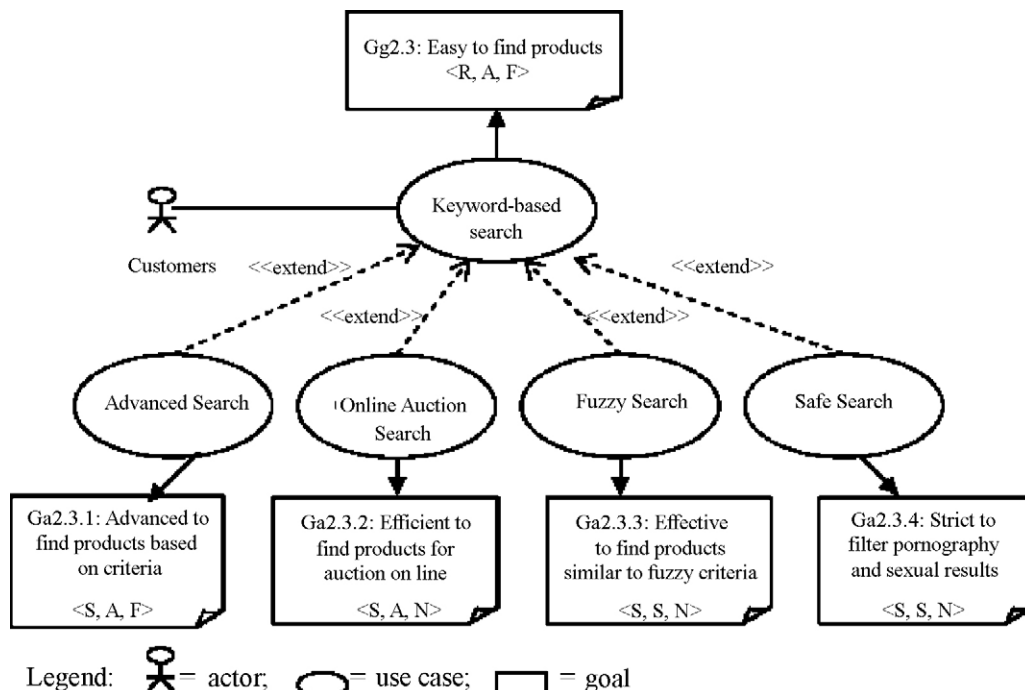 Gg2.3: Easy to find products
<R, A, F>
Keyword-based
search
Customers
<<extend>>
<<extend>>
<<extend>>
<<extend>>
Advanced Search
Online Auction
Search
Fuzzy Search
Safe Search
Ga2.3.1: Advanced to
find products based
on criteria
<S, A, F>
Ga2.3.2: Efficient to
find products for
auction on line
<S, A, N>
Ga2.3.3: Effective
to find products
similar to fuzzy criteria
<S, S, N>
Ga2.3.4: Strict to
filter pornography
and sexual results
<S, S, N>
Legend: = actor; = use case; = goal